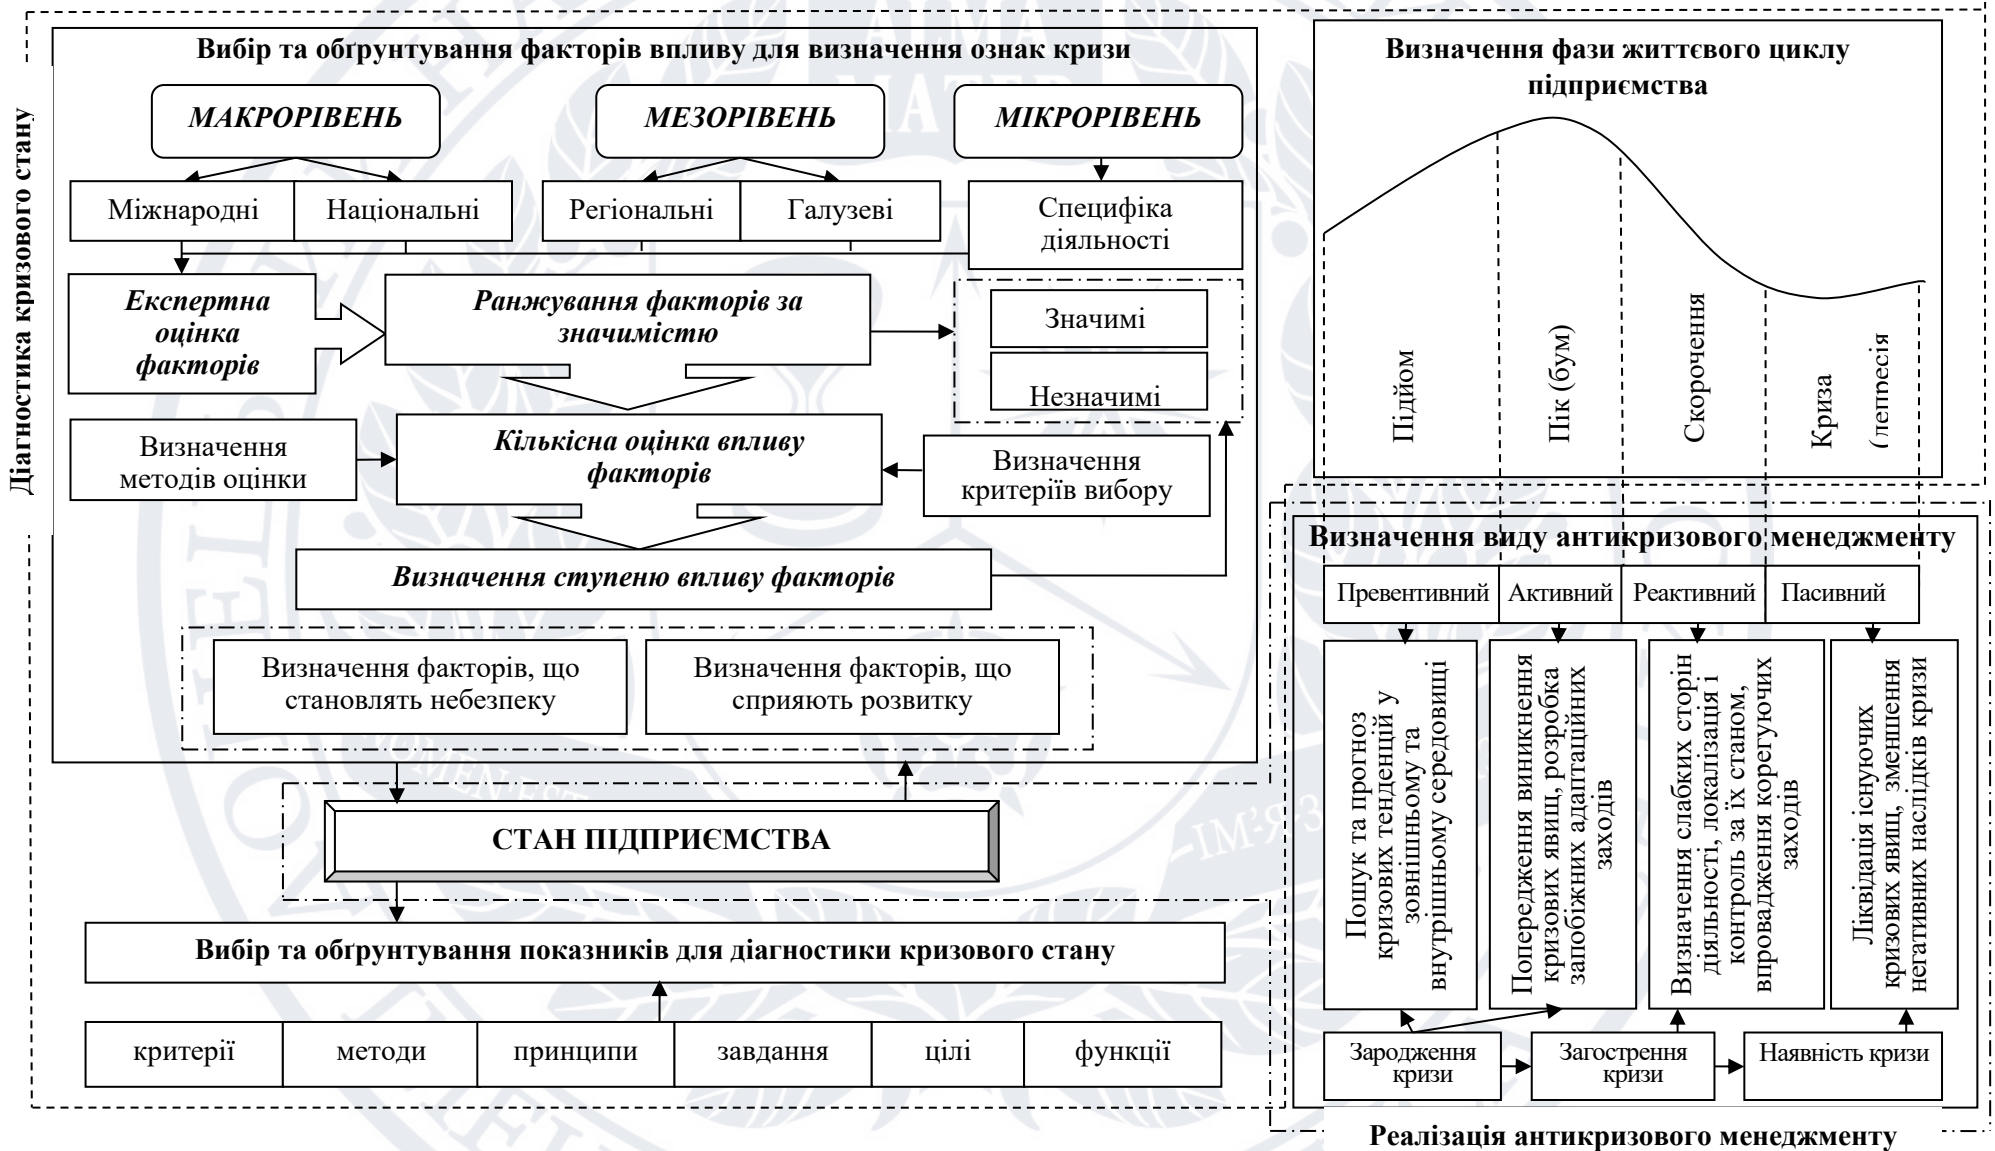 Діагностика кризового стану
Вибір та обґрунтування факторів впливу для визначення ознак кризи
МАКРОРІВЕНЬ
МЕЗОРІВЕНЬ
МІКРОРІВЕНЬ
Міжнародні
Національні
Регіональні
Галузеві
Специфіка
діяльності
Експертна
оцінка
факторів
Ранжування факторів за
значимістю
Значимі
Незначимі
Визначення
методів оцінки
Кількісна оцінка впливу
факторів
Визначення
критеріїв вибору
Визначення ступеню впливу факторів
Визначення факторів, що
становлять небезпеку
Визначення факторів, що
сприяють розвитку
СТАН ПІДПРИЄМСТВА
Вибір та обґрунтування показників для діагностики кризового стану
критерії
методи
принципи
завдання
цілі
функції
Визначення фази життєвого циклу
підприємства
Підйом
Пік (бум)
Скорочення
Криза
(депресія
Визначення виду антикризового менеджменту
Превентивний
Активний
Реактивний
Пасивний
Пошук та прогноз
кризових тенденцій у
зовнішньому та
внутрішньому середовищі
Попередження виникнення
кризових явищ, розробка
запобіжних адаптаційних
заходів
Визначення слабких сторін
діяльності, локалізація і
контроль за їх станом,
впровадження корегуючих
заходів
Ліквідація існуючих
кризових явищ, зменшення
негативних наслідків кризи
Зародження
кризи
Загострення
кризи
Наявність кризи
Реалізація антикризового менеджменту
ALMA
MATER
ІМ'Я